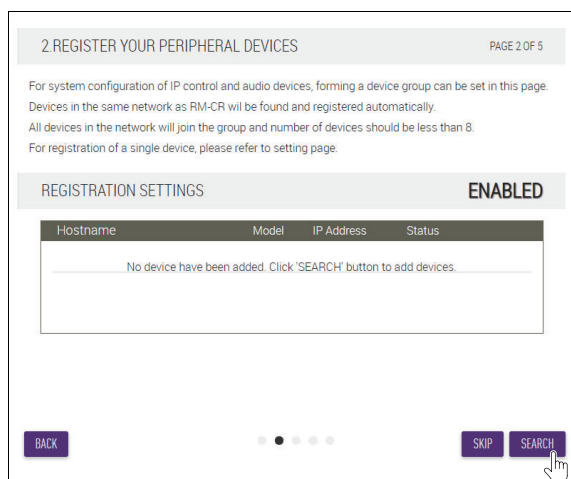 2.REGISTER YOUR PERIPHERAL DEVICES PAGE 2 OF 5
For system configuration of IP control and audio devices, forming a device group can be set in this page.
Devices in the same network as RM-CR wil be found and registered automatically.
All devices in the network will join the group and number of devices should be less than 8.
For registration of a single device, please refer to setting page.
REGISTRATION SETTINGS ENABLED
Hostname Model IP Address Status
No device have been added. Click 'SEARCH' button to add devices.
BACK SKIP SEARCH